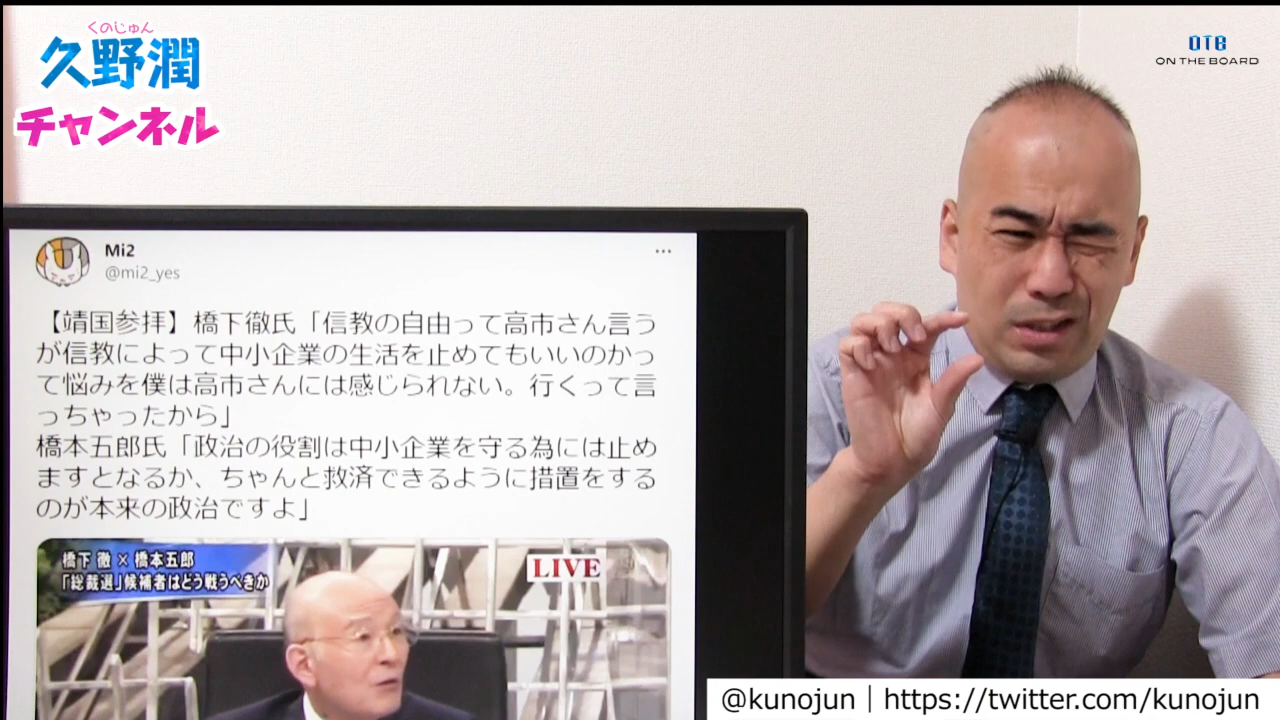 くのじゅん
久野潤
チャンネル
OTB
ON THE BOARD
Mi2
@mi2_yes
【靖国参拝】橋下徹氏「信教の自由って高市さん言う
が信教によって中小企業の生活を止めてもいいのかっ
て悩みを僕は高市さんには感じられない。行くって言
っちゃったから」
橋本五郎氏「政治の役割は中小企業を守る為には止め
ますとなるか、ちゃんと救済できるように措置をする
のが本来の政治ですよ」
橋下 徹 × 橋本五郎
「総裁選」候補者はどう戦うべきか
LIVE
@kunojun｜https://twitter.com/kunojun